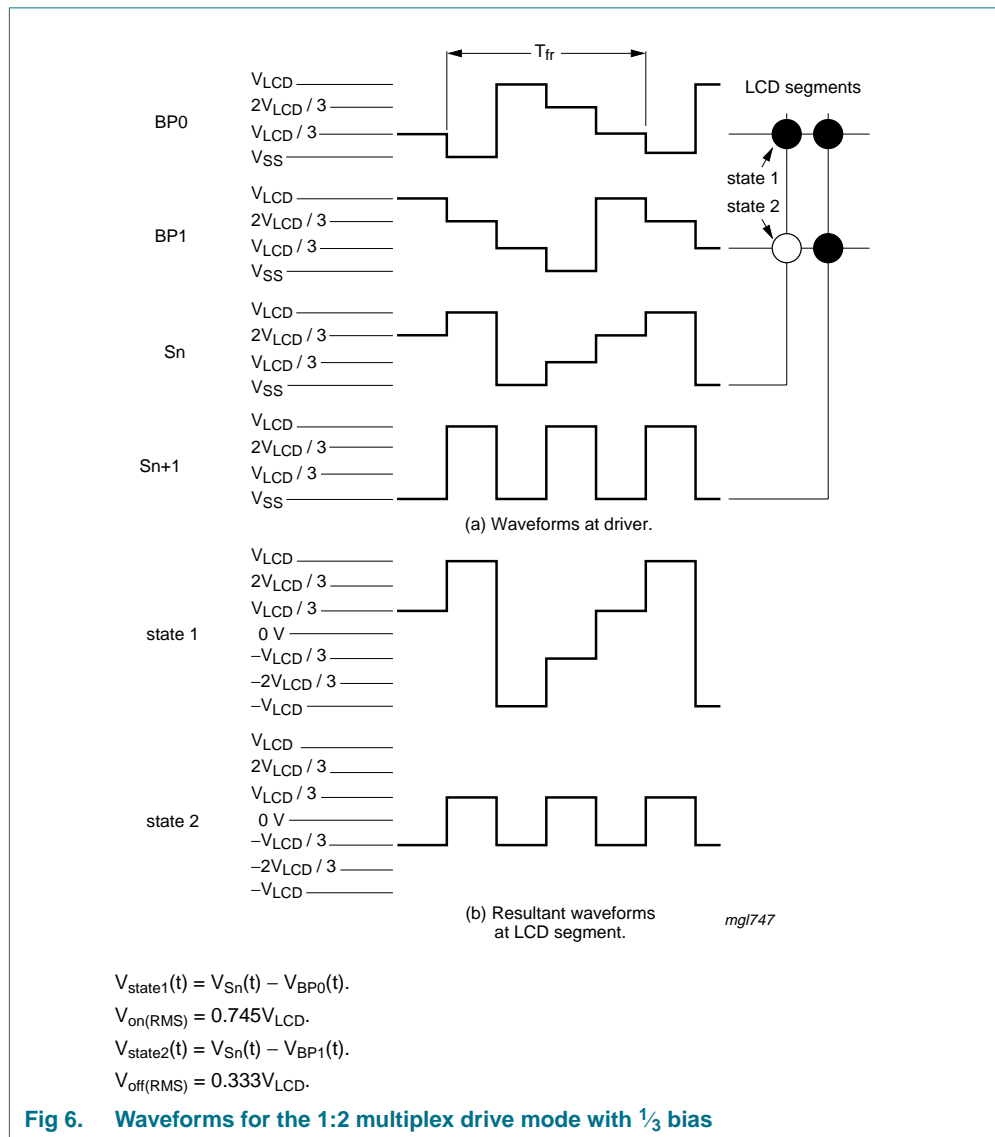 T_fr
V_LCD
2V_LCD / 3
V_LCD / 3
V_SS
BP0
V_LCD
2V_LCD / 3
V_LCD / 3
V_SS
BP1
V_LCD
2V_LCD / 3
V_LCD / 3
V_SS
Sn
V_LCD
2V_LCD / 3
V_LCD / 3
V_SS
Sn+1
LCD segments
state 1
state 2
(a) Waveforms at driver.
V_LCD
2V_LCD / 3
V_LCD / 3
0 V
−V_LCD / 3
−2V_LCD / 3
−V_LCD
state 1
V_LCD
2V_LCD / 3
V_LCD / 3
0 V
−V_LCD / 3
−2V_LCD / 3
−V_LCD
state 2
(b) Resultant waveforms
at LCD segment.
mgl747
V_state1(t) = V_Sn(t) − V_BP0(t).
V_on(RMS) = 0.745V_LCD.
V_state2(t) = V_Sn(t) − V_BP1(t).
V_off(RMS) = 0.333V_LCD.
Fig 6. Waveforms for the 1:2 multiplex drive mode with 1⁄3 bias